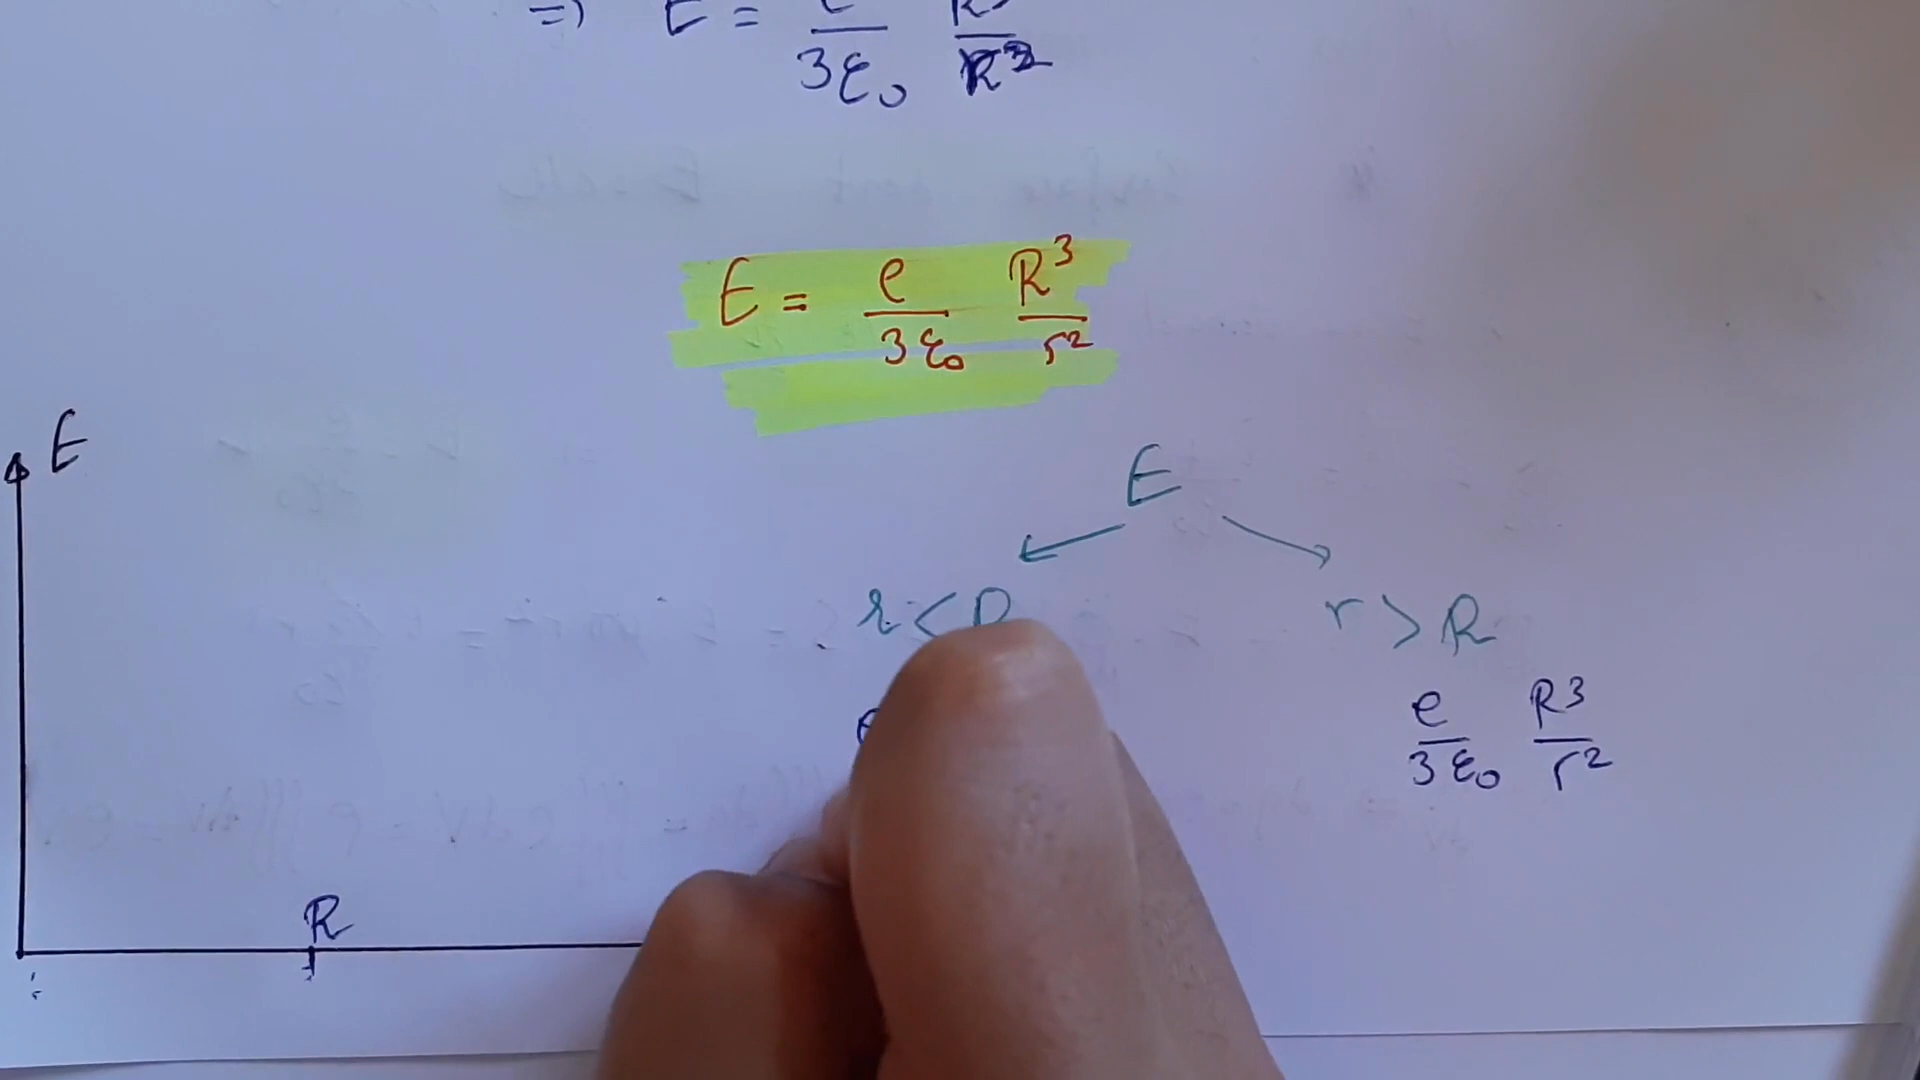 => E = e/3ε₀ R³/r²
E = e/3ε₀ R³/r²
E
E
r < R
r > R
e/3ε₀ R³/r²
R